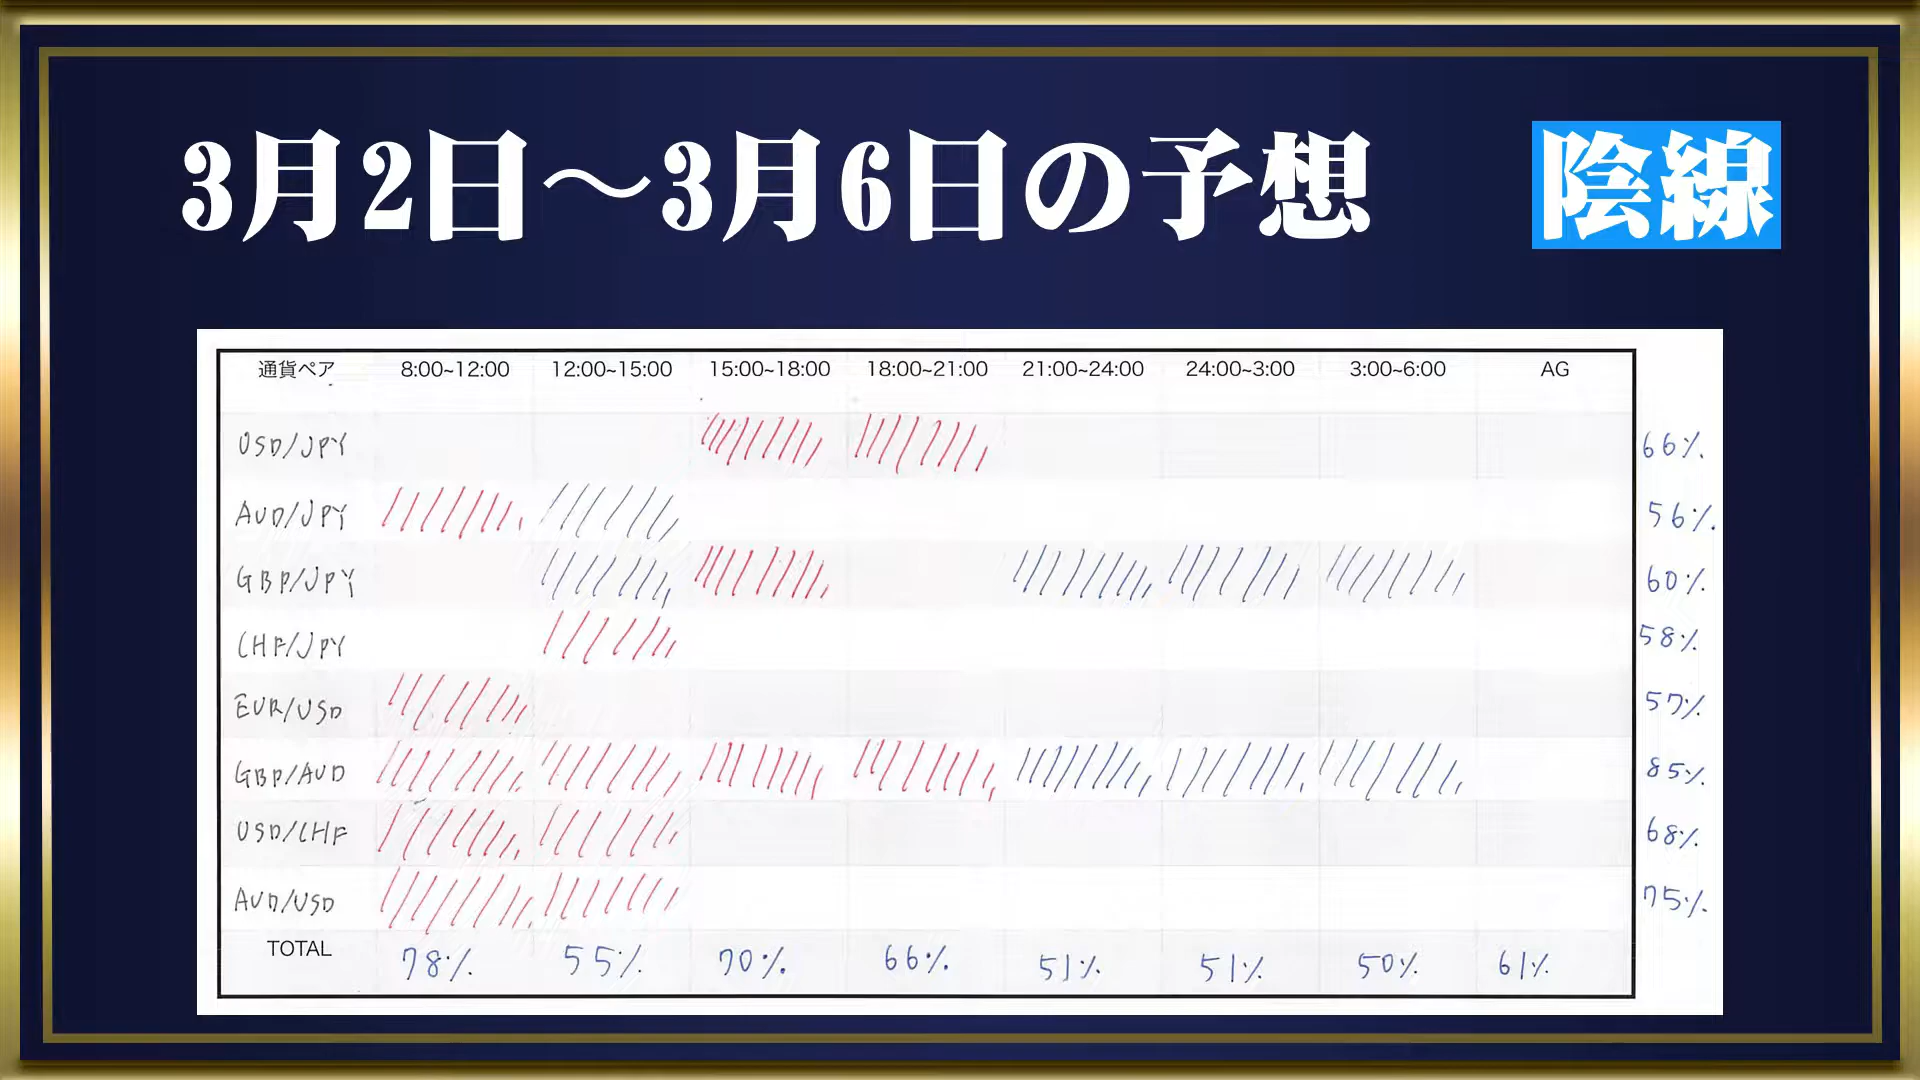 3月2日〜3月6日の予想 陰線
通貨ペア 8:00~12:00 12:00~15:00 15:00~18:00 18:00~21:00 21:00~24:00 24:00~3:00 3:00~6:00 AG
USD/JPY 66%
AUD/JPY 56%
GBP/JPY 60%
CHF/JPY 58%
EUR/USD 57%
GBP/AUD 85%
USD/CHF 68%
AUD/USD 75%
TOTAL 78% 55% 70% 66% 51% 51% 50% 61%